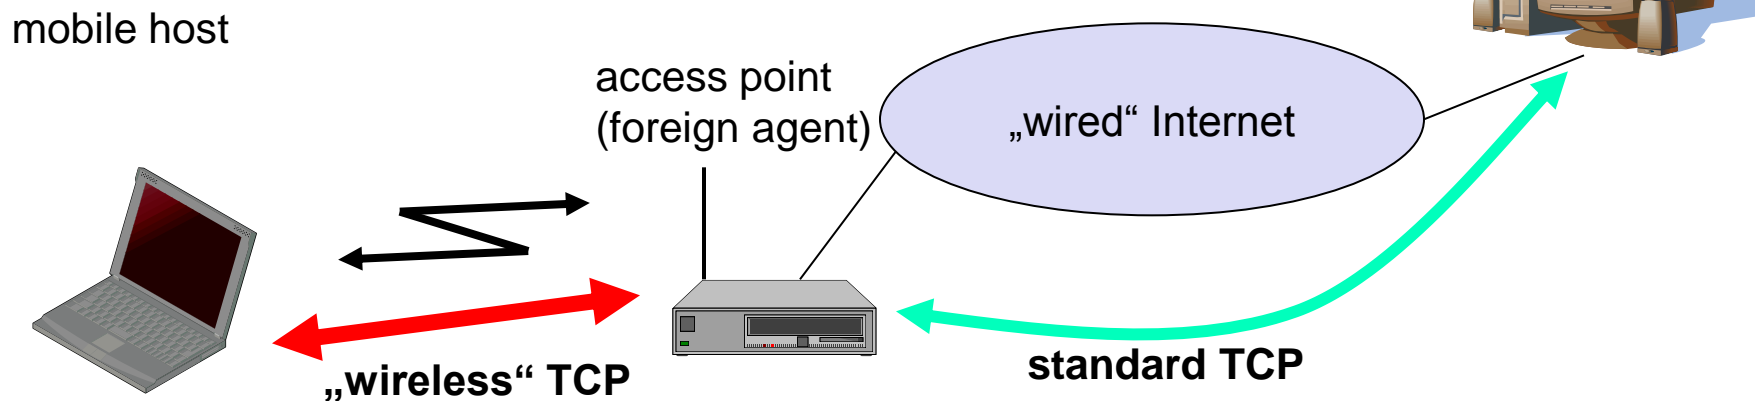 mobile host
access point
(foreign agent)
„wired“ Internet
„wireless“ TCP
standard TCP